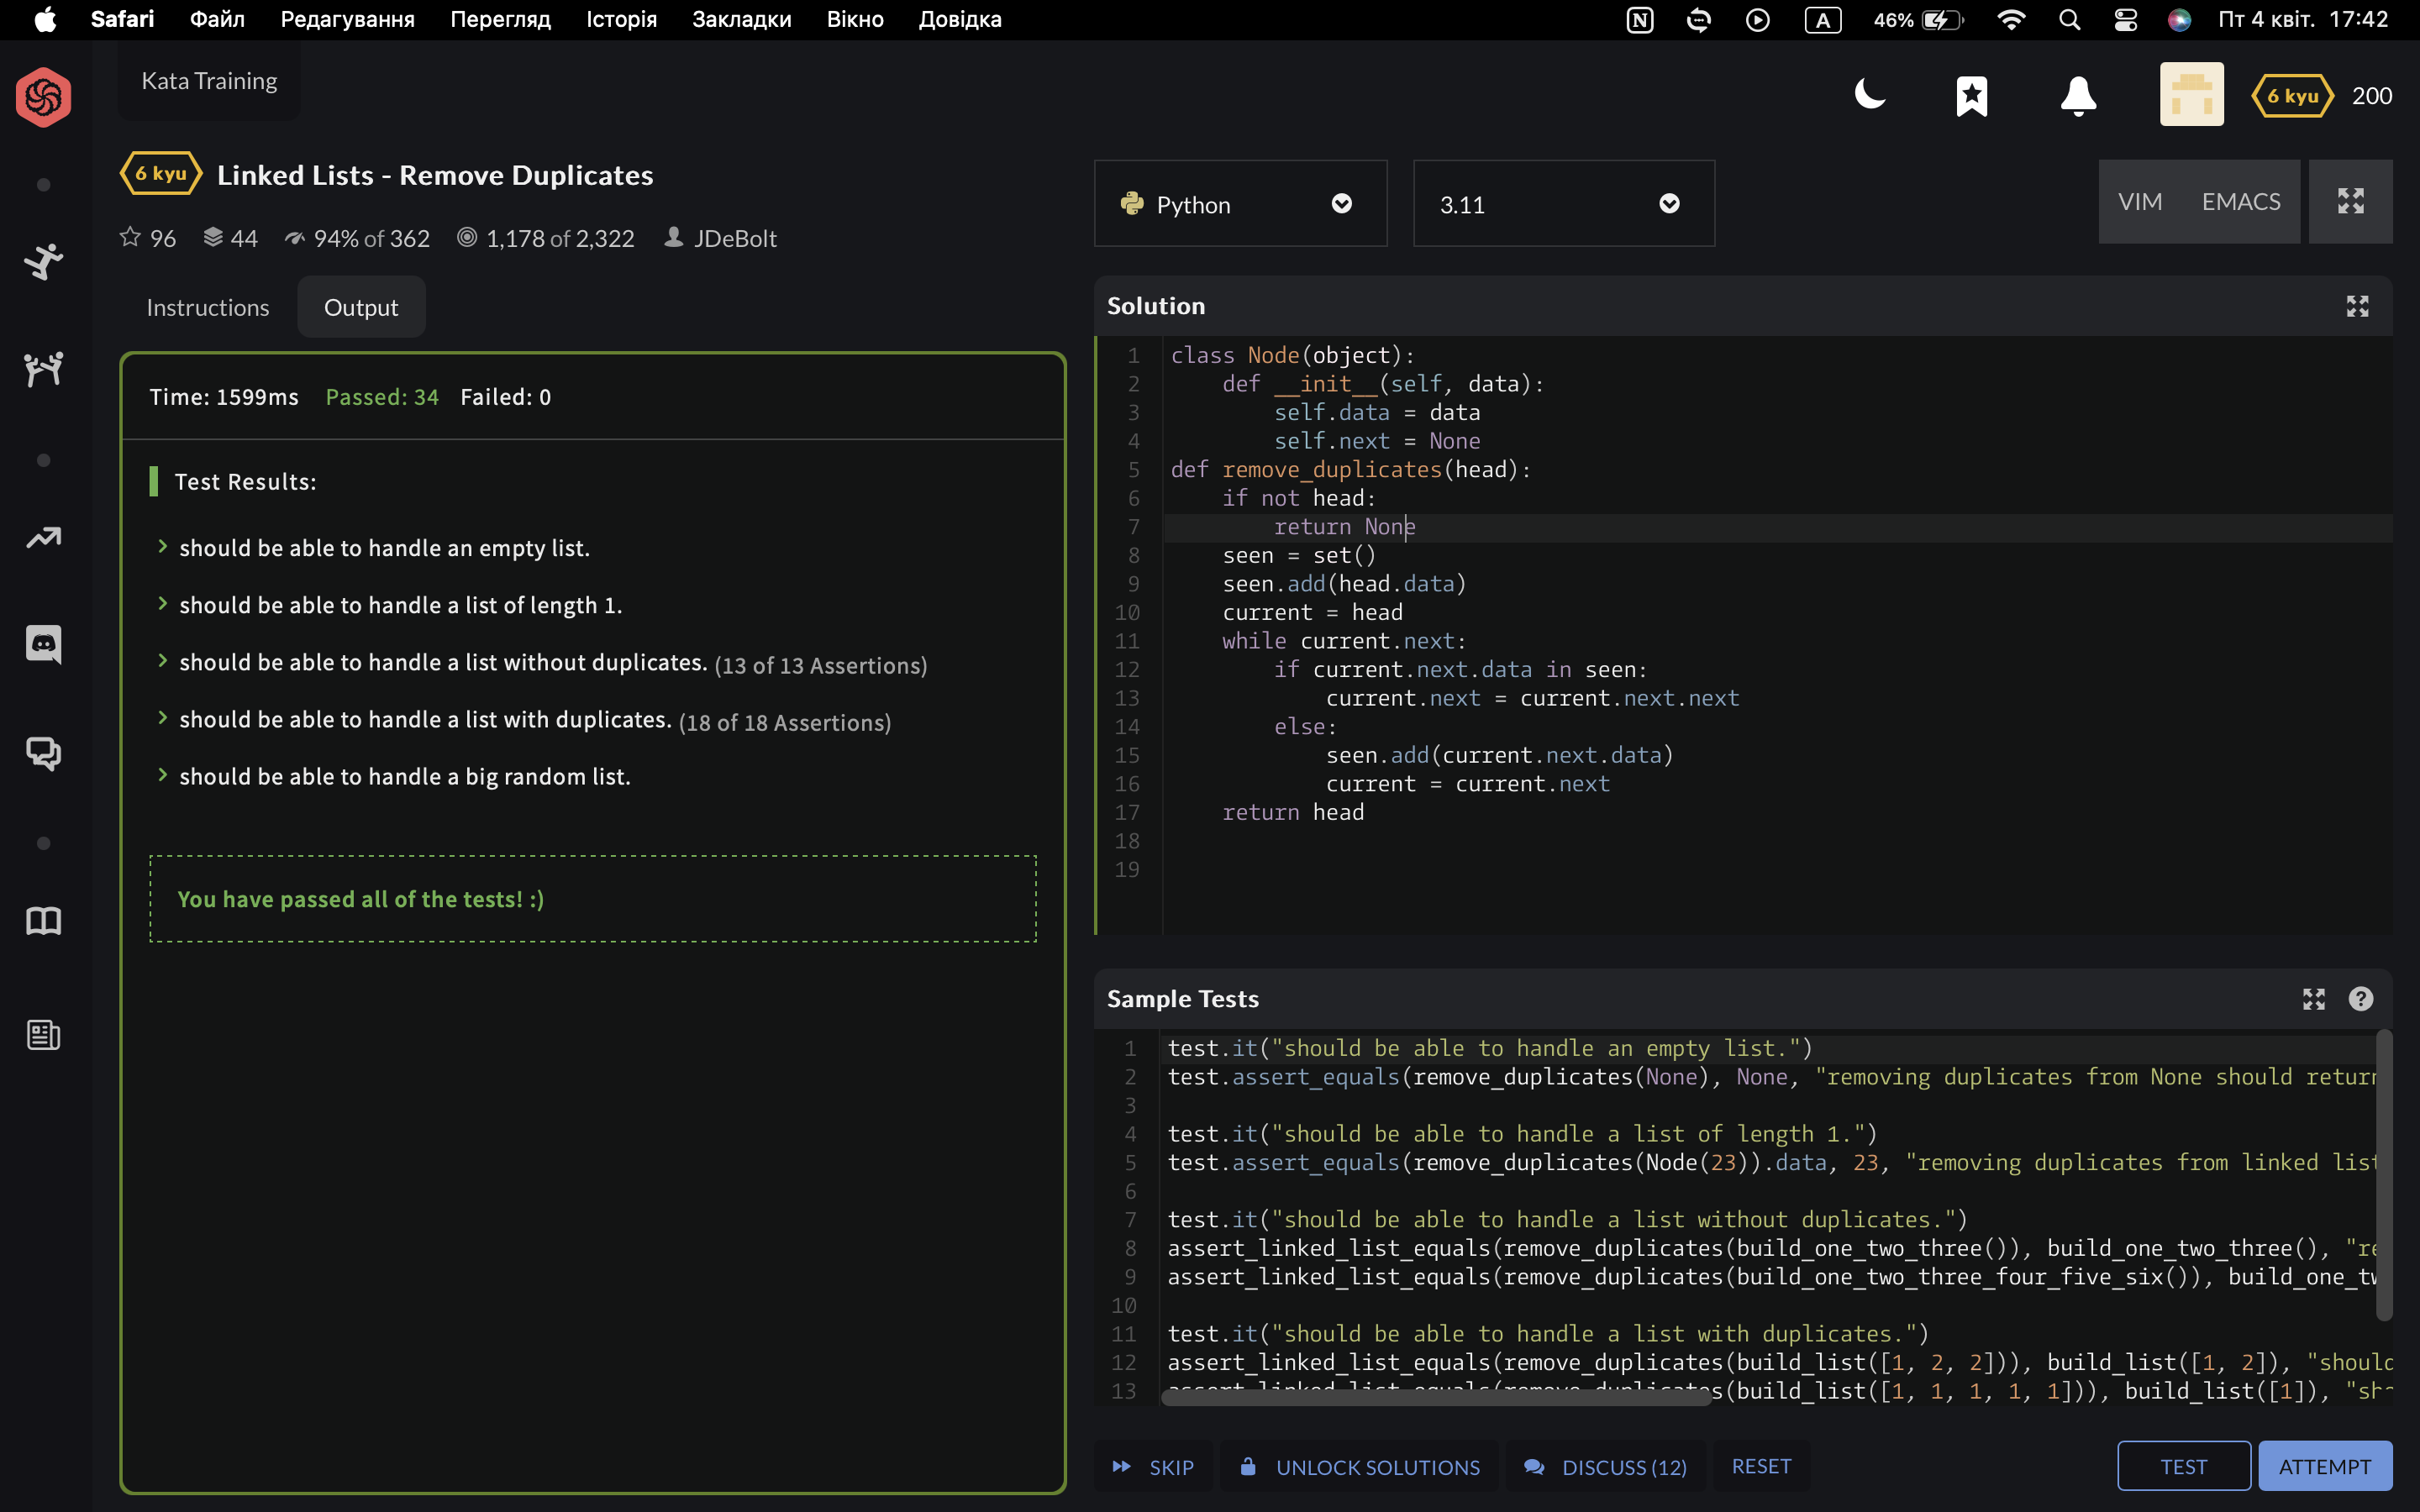 Safari Файл Редагування Перегляд Історія Закладки Вікно Довідка A 46% Пт 4 квіт. 17:42
Kata Training
6 kyu 200
6 kyu Linked Lists - Remove Duplicates
96 44 94% of 362 1,178 of 2,322 JDeBolt
Instructions Output
Time: 1599ms Passed: 34 Failed: 0
Test Results:
should be able to handle an empty list.
should be able to handle a list of length 1.
should be able to handle a list without duplicates. (13 of 13 Assertions)
should be able to handle a list with duplicates. (18 of 18 Assertions)
should be able to handle a big random list.
You have passed all of the tests! :)
Python 3.11 VIM EMACS
Solution
1 class Node(object):
2 def __init__(self, data):
3 self.data = data
4 self.next = None
5 def remove_duplicates(head):
6 if not head:
7 return None
8 seen = set()
9 seen.add(head.data)
10 current = head
11 while current.next:
12 if current.next.data in seen:
13 current.next = current.next.next
14 else:
15 seen.add(current.next.data)
16 current = current.next
17 return head
18
19
Sample Tests
1 test.it("should be able to handle an empty list.")
2 test.assert_equals(remove_duplicates(None), None, "removing duplicates from None should return
3
4 test.it("should be able to handle a list of length 1.")
5 test.assert_equals(remove_duplicates(Node(23)).data, 23, "removing duplicates from linked list
6
7 test.it("should be able to handle a list without duplicates.")
8 assert_linked_list_equals(remove_duplicates(build_one_two_three()), build_one_two_three(), "re
9 assert_linked_list_equals(remove_duplicates(build_one_two_three_four_five_six()), build_one_tw
10
11 test.it("should be able to handle a list with duplicates.")
12 assert_linked_list_equals(remove_duplicates(build_list([1, 2, 2])), build_list([1, 2]), "should
13 assert_linked_list_equals(remove_duplicates(build_list([1, 1, 1, 1, 1])), build_list([1]), "sh
SKIP UNLOCK SOLUTIONS DISCUSS (12) RESET TEST ATTEMPT